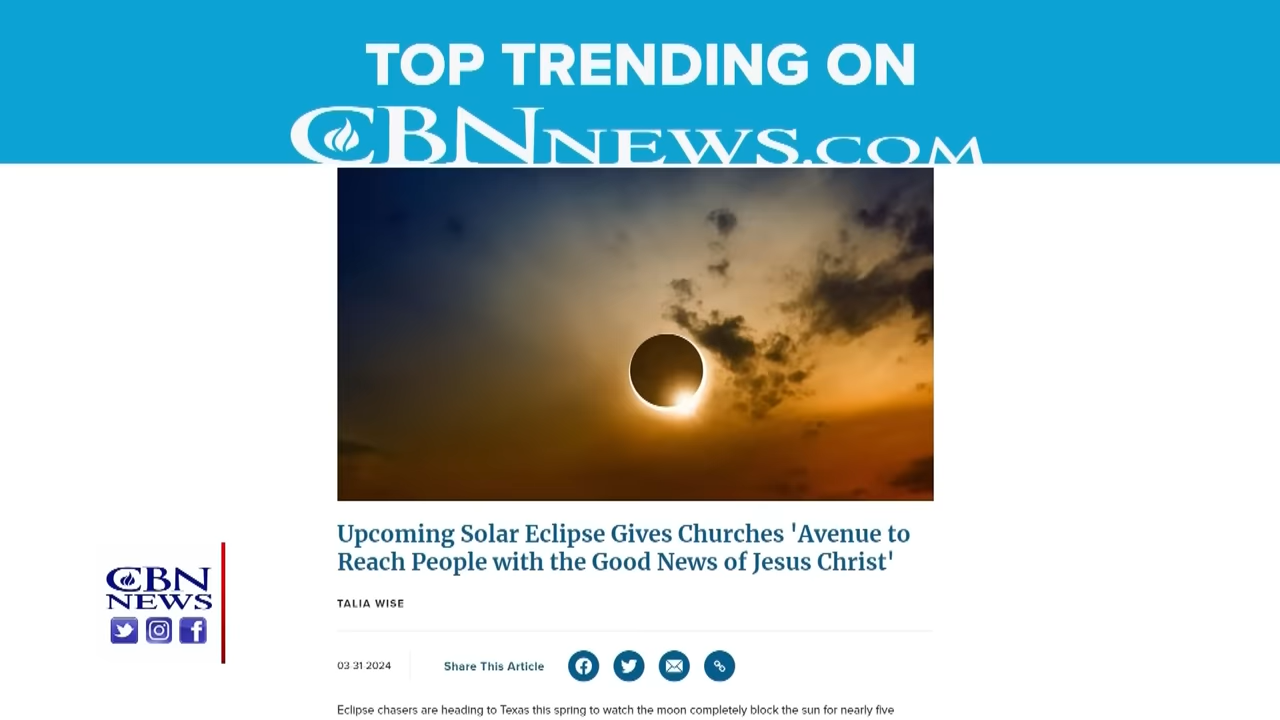 TOP TRENDING ON
CBNNEWS.COM
Upcoming Solar Eclipse Gives Churches 'Avenue to
Reach People with the Good News of Jesus Christ'
TALIA WISE
03 31 2024
Share This Article
Eclipse chasers are heading to Texas this spring to watch the moon completely block the sun for nearly five
CBN
NEWS